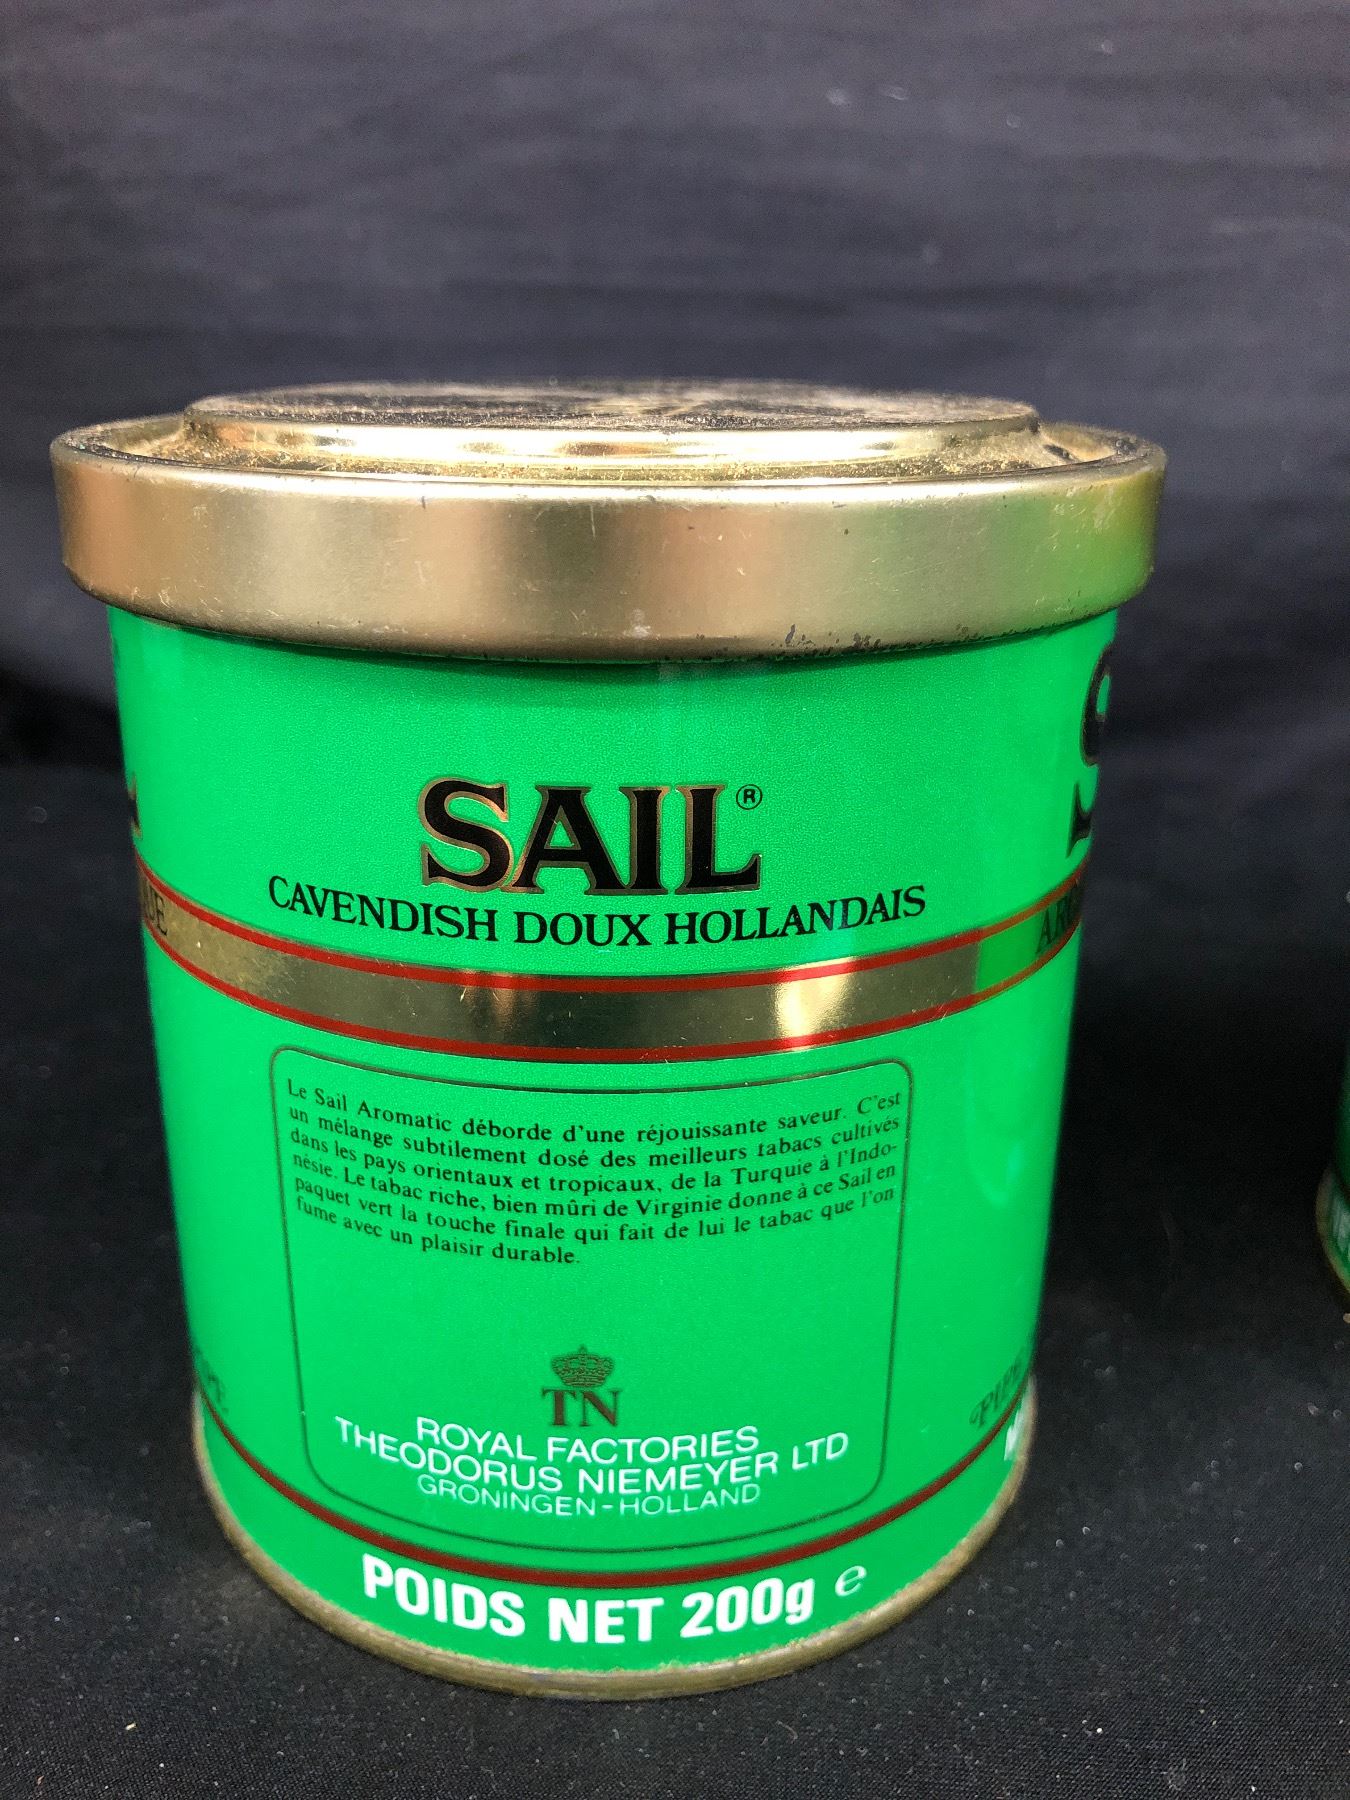 SAIL®
CAVENDISH DOUX HOLLANDAIS
Le Sail Aromatic déborde d'une réjouissante saveur. C'est
un mélange subtilement dosé des meilleurs tabacs cultivés
dans les pays orientaux et tropicaux, de la Turquie à l'Indo-
nésie. Le tabac riche, bien mûri de Virginie donne à ce Sail en
paquet vert la touche finale qui fait de lui le tabac que l'on
fume avec un plaisir durable.
TN
ROYAL FACTORIES
THEODORUS NIEMEYER LTD
GRONINGEN-HOLLAND
POIDS NET 200g e